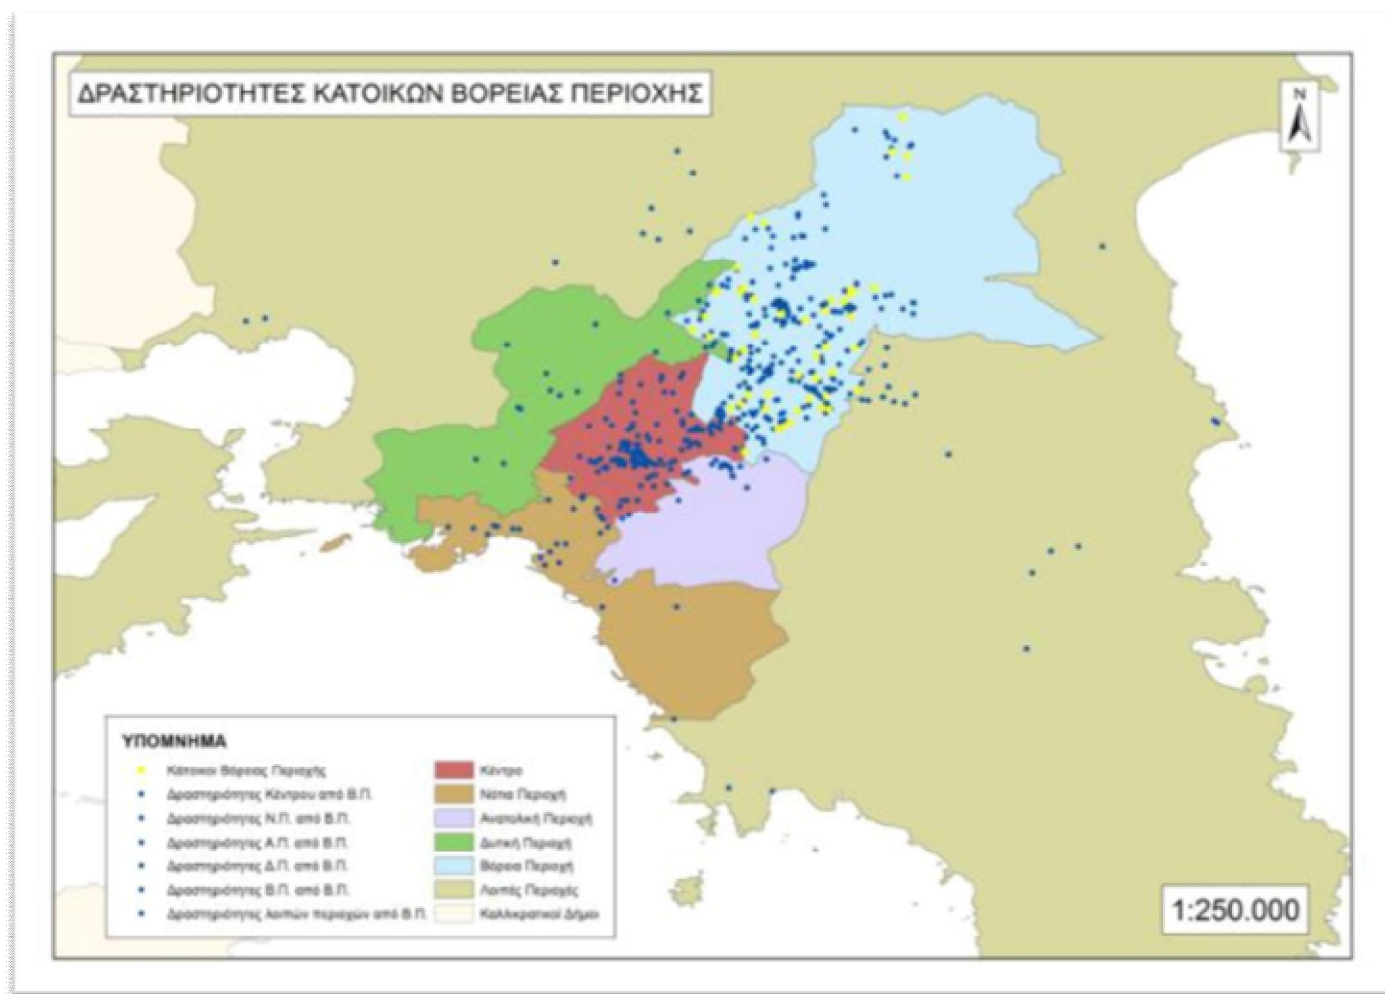 ΔΡΑΣΤΗΡΙΟΤΗΤΕΣ ΚΑΤΟΙΚΩΝ ΒΟΡΕΙΑΣ ΠΕΡΙΟΧΗΣ
N
ΥΠΟΜΝΗΜΑ
Κάτοικοι Βόρειας Περιοχής
Δραστηριότητες Κέντρου από Β.Π.
Δραστηριότητες Ν.Π. από Β.Π.
Δραστηριότητες Α.Π. από Β.Π.
Δραστηριότητες Δ.Π. από Β.Π.
Δραστηριότητες Β.Π. από Β.Π.
Δραστηριότητες λοιπών περιοχών από Β.Π.
Κέντρο
Νότια Περιοχή
Ανατολική Περιοχή
Δυτική Περιοχή
Βόρεια Περιοχή
Λοιπές Περιοχές
Καλλικρατικοί Δήμοι
1:250.000